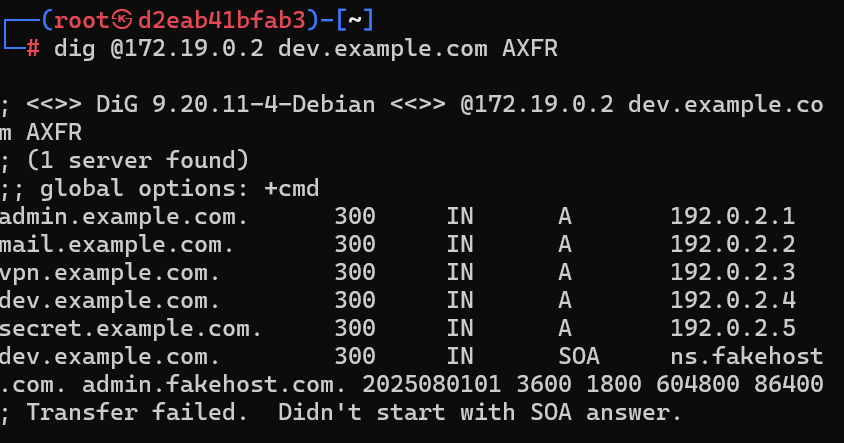 ┌──(root㉿d2eab41bfab3)-[~]
└─# dig @172.19.0.2 dev.example.com AXFR
; <<>> DiG 9.20.11-4-Debian <<>> @172.19.0.2 dev.example.co
m AXFR
; (1 server found)
;; global options: +cmd
admin.example.com. 300 IN A 192.0.2.1
mail.example.com. 300 IN A 192.0.2.2
vpn.example.com. 300 IN A 192.0.2.3
dev.example.com. 300 IN A 192.0.2.4
secret.example.com. 300 IN A 192.0.2.5
dev.example.com. 300 IN SOA ns.fakehost
.com. admin.fakehost.com. 2025080101 3600 1800 604800 86400
; Transfer failed. Didn't start with SOA answer.